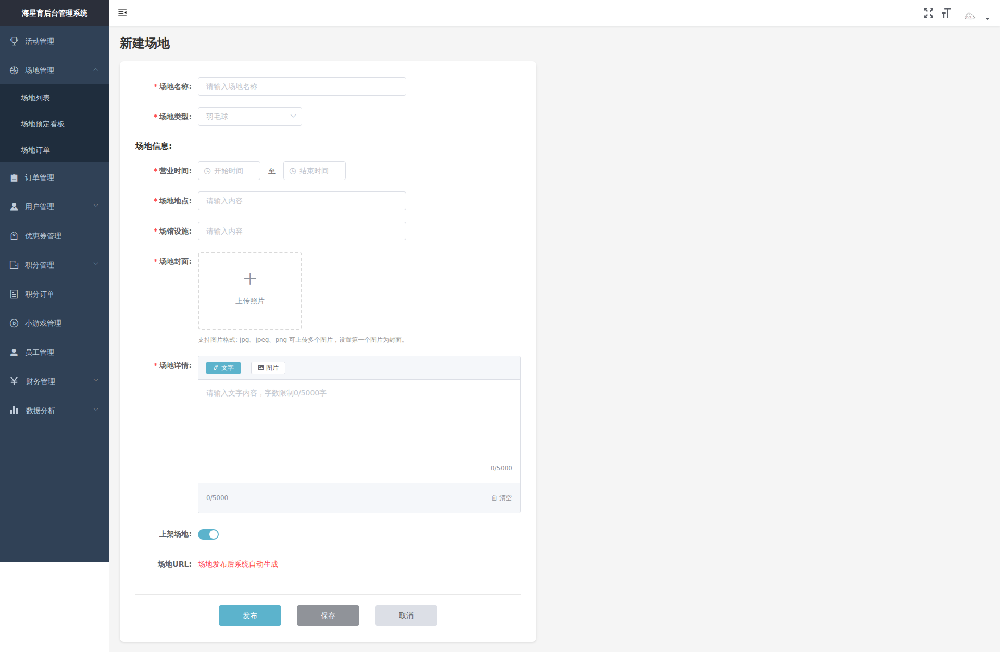 海星育后台管理系统
活动管理
场地管理
场地列表
场地预定看板
场地订单
订单管理
用户管理
优惠券管理
积分管理
积分订单
小游戏管理
员工管理
财务管理
数据分析
新建场地
*场地名称: 请输入场地名称
*场地类型: 羽毛球
场地信息:
*营业时间: 开始时间 至 结束时间
*场地地点: 请输入内容
*场馆设施: 请输入内容
*场地封面:
上传照片
支持图片格式: jpg、jpeg、png 可上传多个图片，设置第一个图片为封面。
*场地详情: 文字 图片
请输入文字内容，字数限制0/5000字
0/5000
0/5000 清空
上架场地:
场地URL: 场地发布后系统自动生成
发布 保存 取消